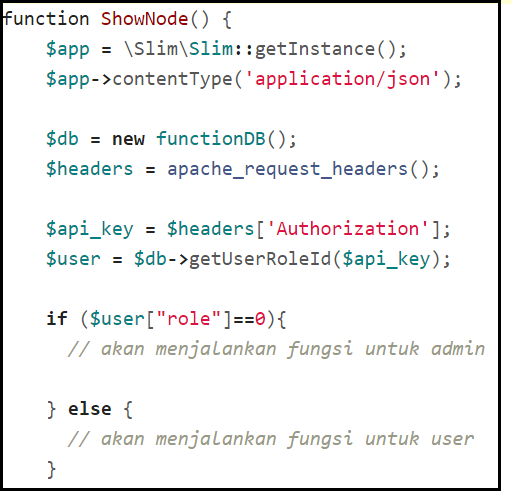 function ShowNode() {
    $app = \Slim\Slim::getInstance();
    $app->contentType('application/json');

    $db = new functionDB();
    $headers = apache_request_headers();

    $api_key = $headers['Authorization'];
    $user = $db->getUserRoleId($api_key);

    if ($user["role"]==0){
      // akan menjalankan fungsi untuk admin

    } else {
      // akan menjalankan fungsi untuk user
    }